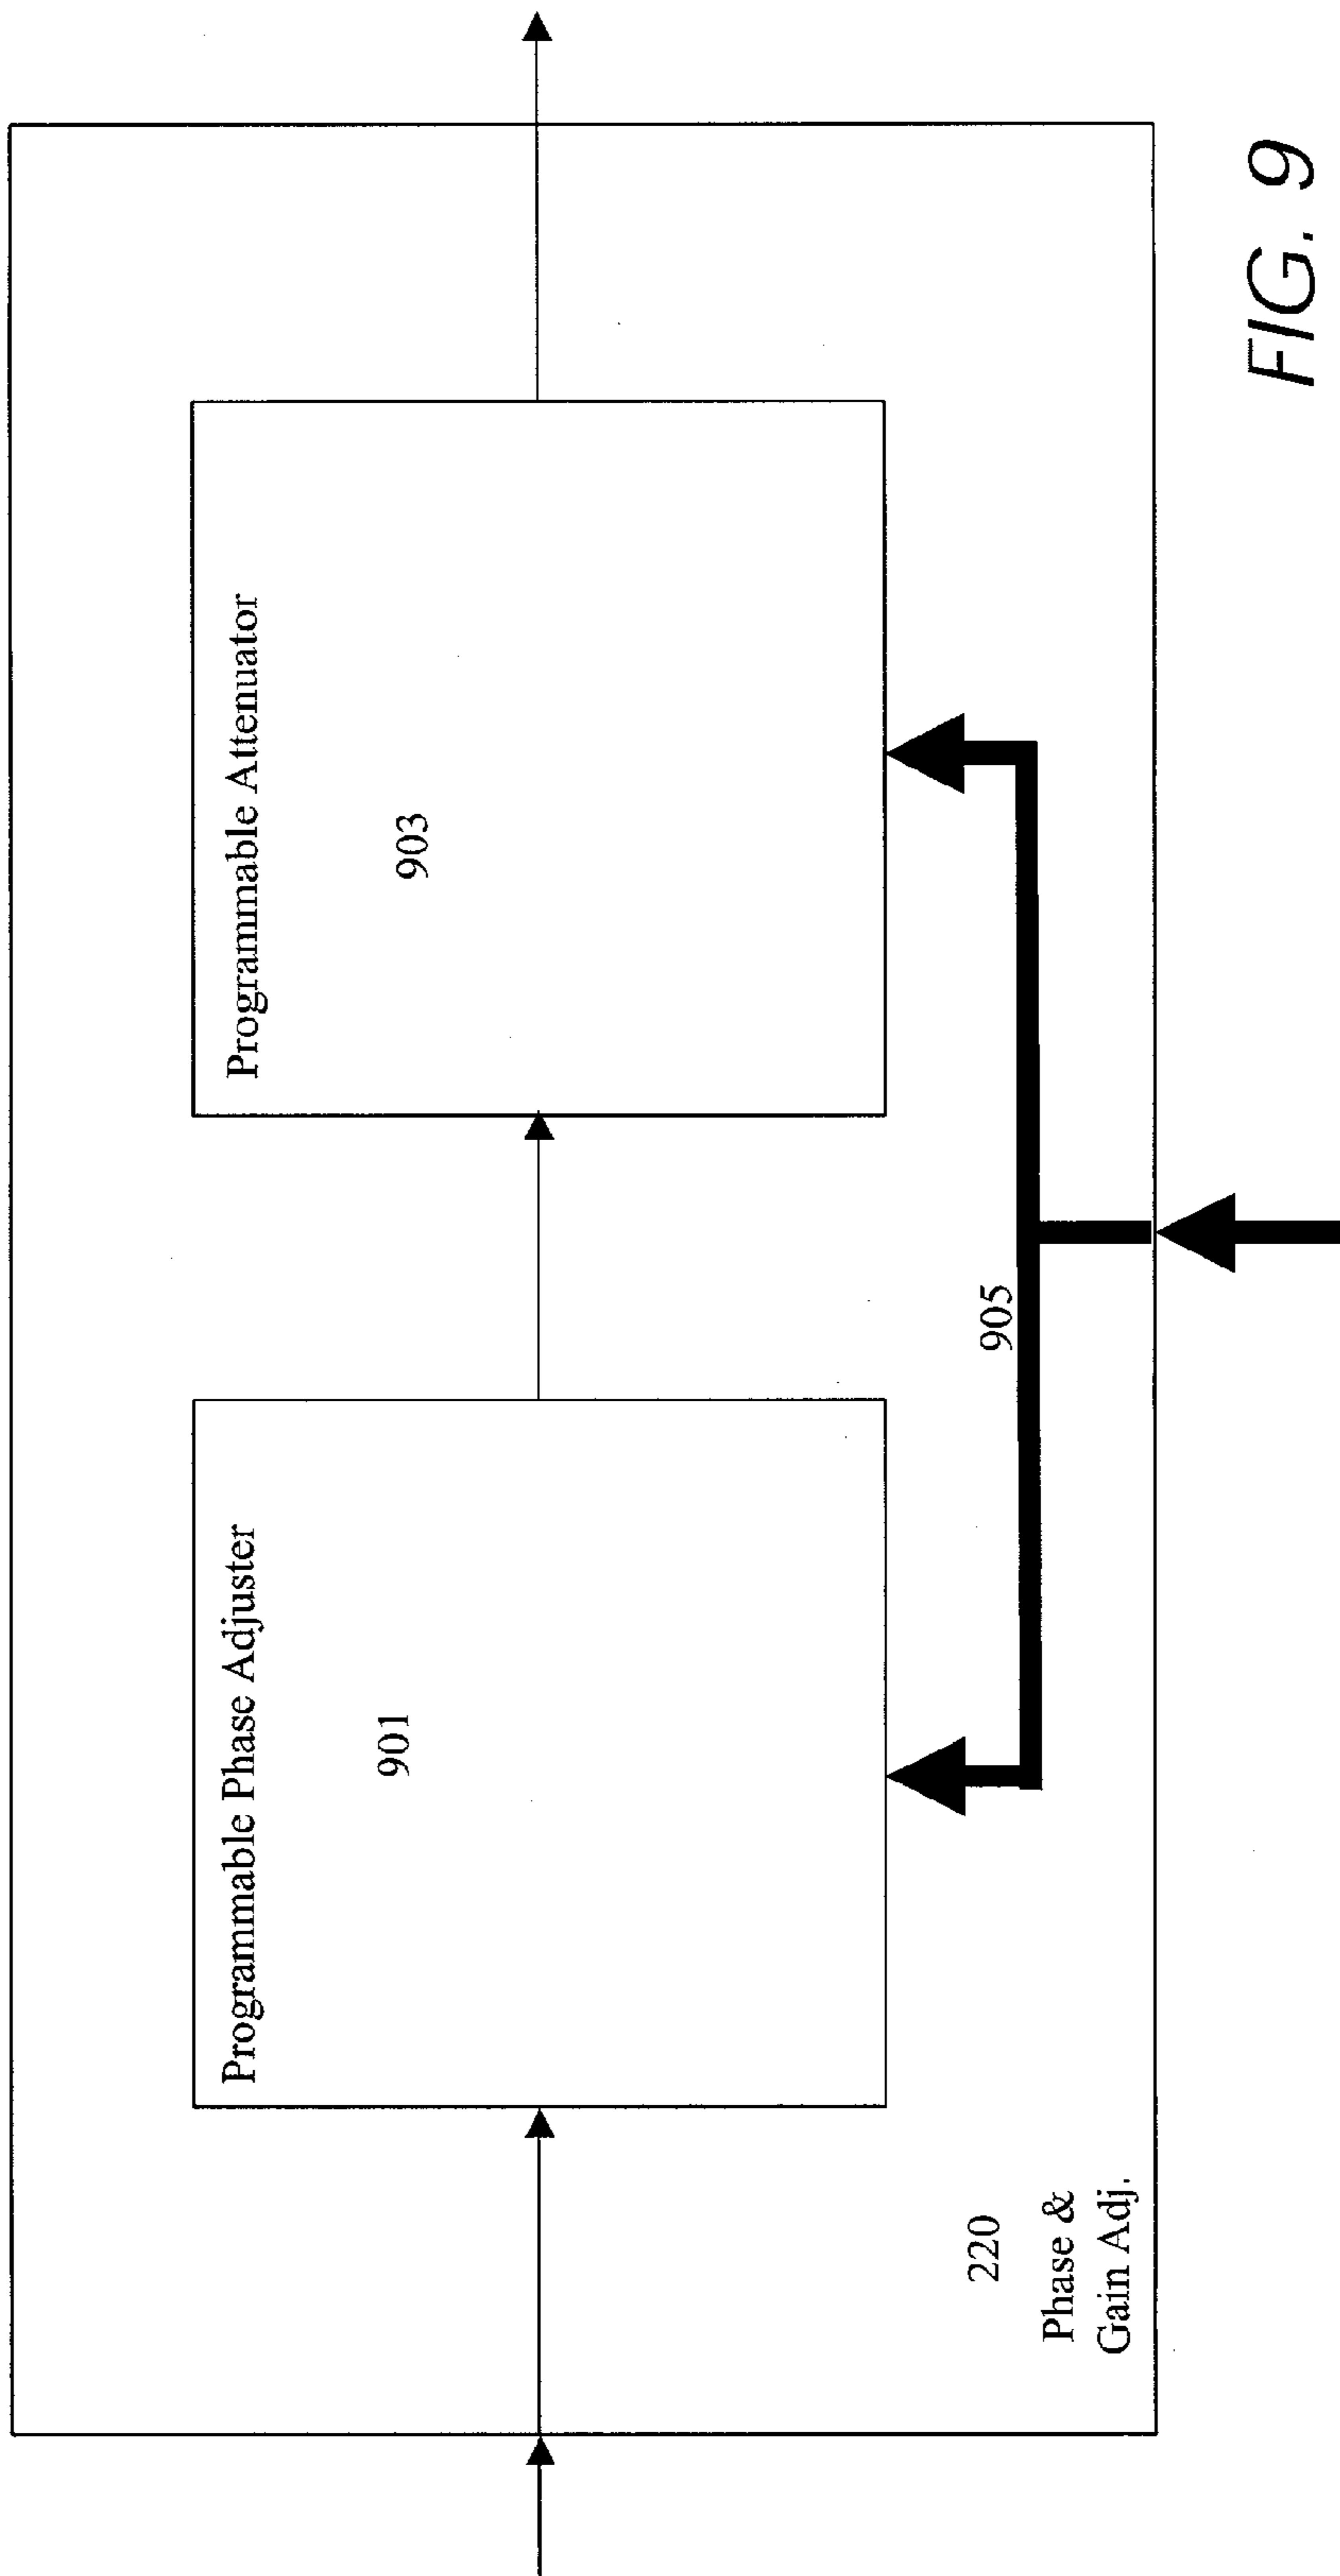 Programmable Phase Adjuster
901
Programmable Attenuator
903
905
220
Phase &
Gain Adj.
FIG. 9